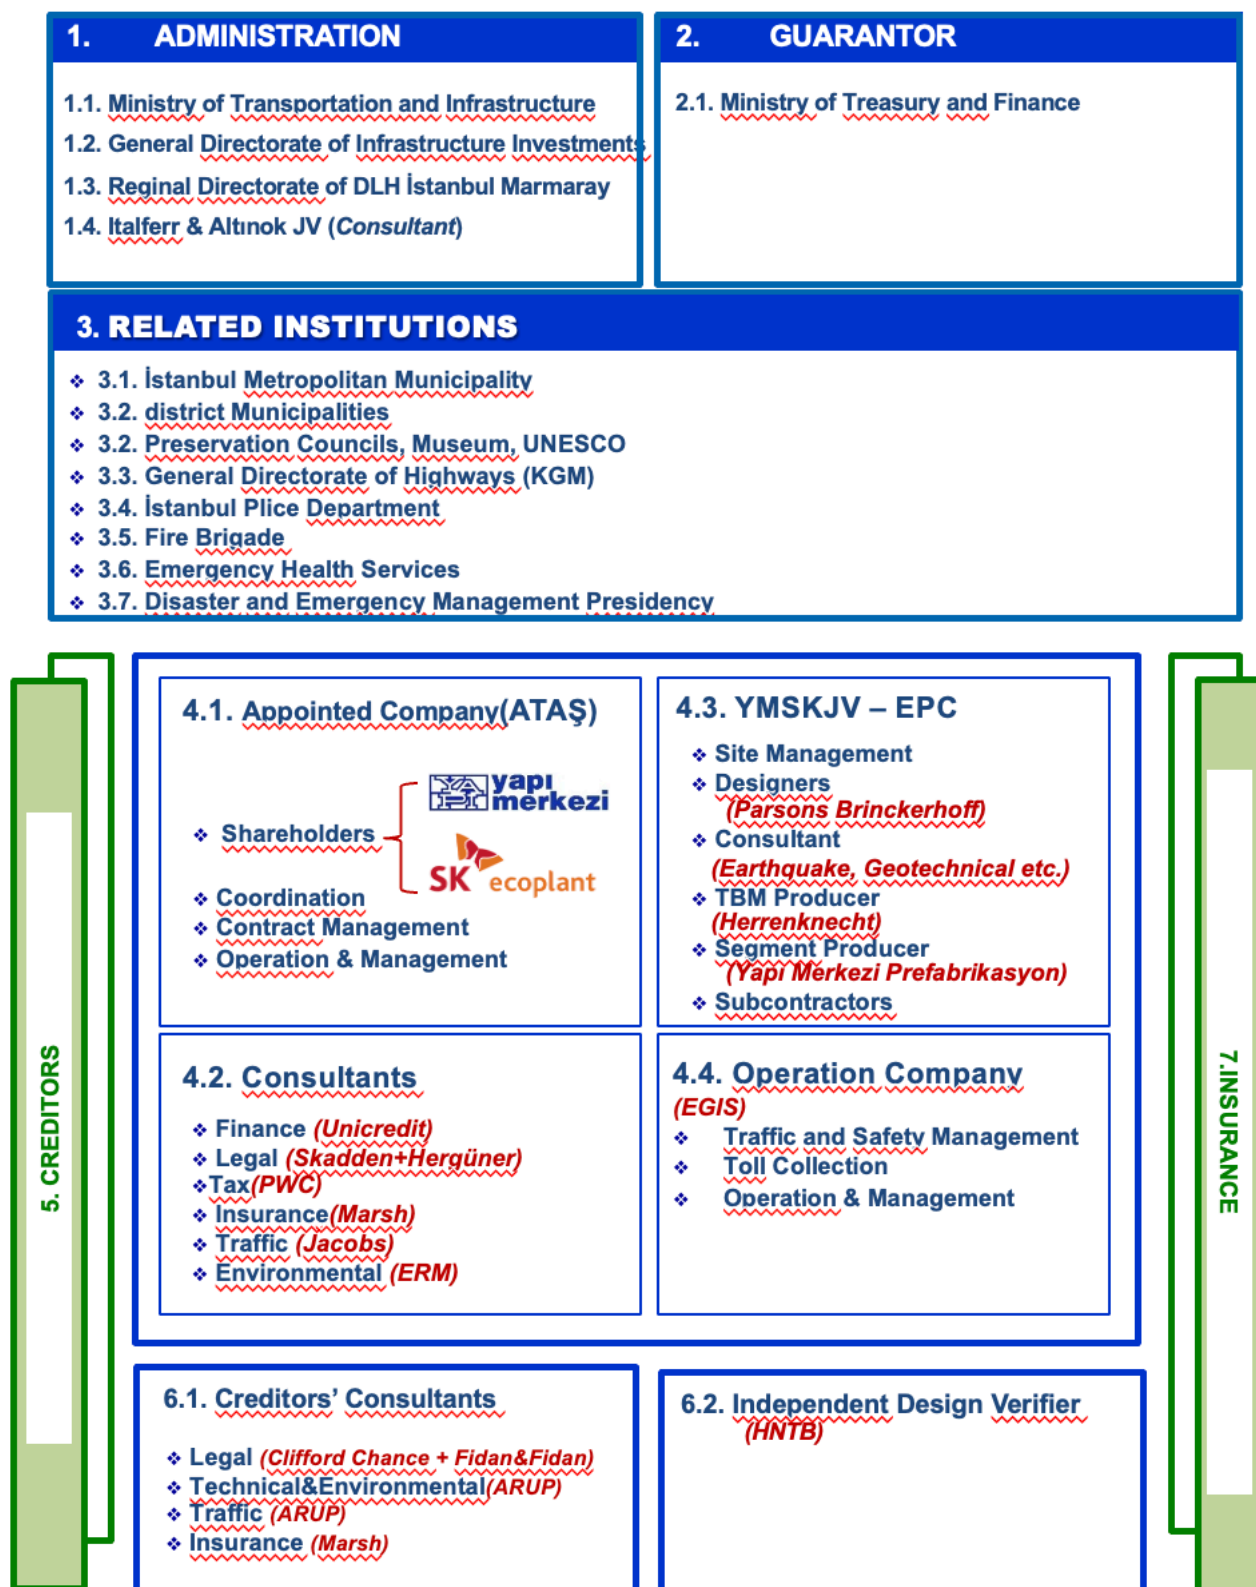 1. ADMINISTRATION
1.1. Ministry of Transportation and Infrastructure
1.2. General Directorate of Infrastructure Investments
1.3. Reginal Directorate of DLH İstanbul Marmaray
1.4. Italferr & Altınok JV (Consultant)
2. GUARANTOR
2.1. Ministry of Treasury and Finance
3. RELATED INSTITUTIONS
❖ 3.1. İstanbul Metropolitan Municipality
❖ 3.2. district Municipalities
❖ 3.2. Preservation Councils, Museum, UNESCO
❖ 3.3. General Directorate of Highways (KGM)
❖ 3.4. İstanbul Plice Department
❖ 3.5. Fire Brigade
❖ 3.6. Emergency Health Services
❖ 3.7. Disaster and Emergency Management Presidency
5. CREDITORS
4.1. Appointed Company(ATAŞ)
YAPI yapı
merkezi
❖ Shareholders
SK ecoplant
❖ Coordination
❖ Contract Management
❖ Operation & Management
4.3. YMSKJV – EPC
❖ Site Management
❖ Designers
(Parsons Brinckerhoff)
❖ Consultant
(Earthquake, Geotechnical etc.)
❖ TBM Producer
(Herrenknecht)
❖ Segment Producer
(Yapı Merkezi Prefabrikasyon)
❖ Subcontractors
4.2. Consultants
❖ Finance (Unicredit)
❖ Legal (Skadden+Hergüner)
❖Tax(PWC)
❖ Insurance(Marsh)
❖ Traffic (Jacobs)
❖ Environmental (ERM)
4.4. Operation Company
(EGIS)
❖ Traffic and Safety Management
❖ Toll Collection
❖ Operation & Management
7.INSURANCE
6.1. Creditors’ Consultants
❖ Legal (Clifford Chance + Fidan&Fidan)
❖ Technical&Environmental(ARUP)
❖ Traffic (ARUP)
❖ Insurance (Marsh)
6.2. Independent Design Verifier
(HNTB)